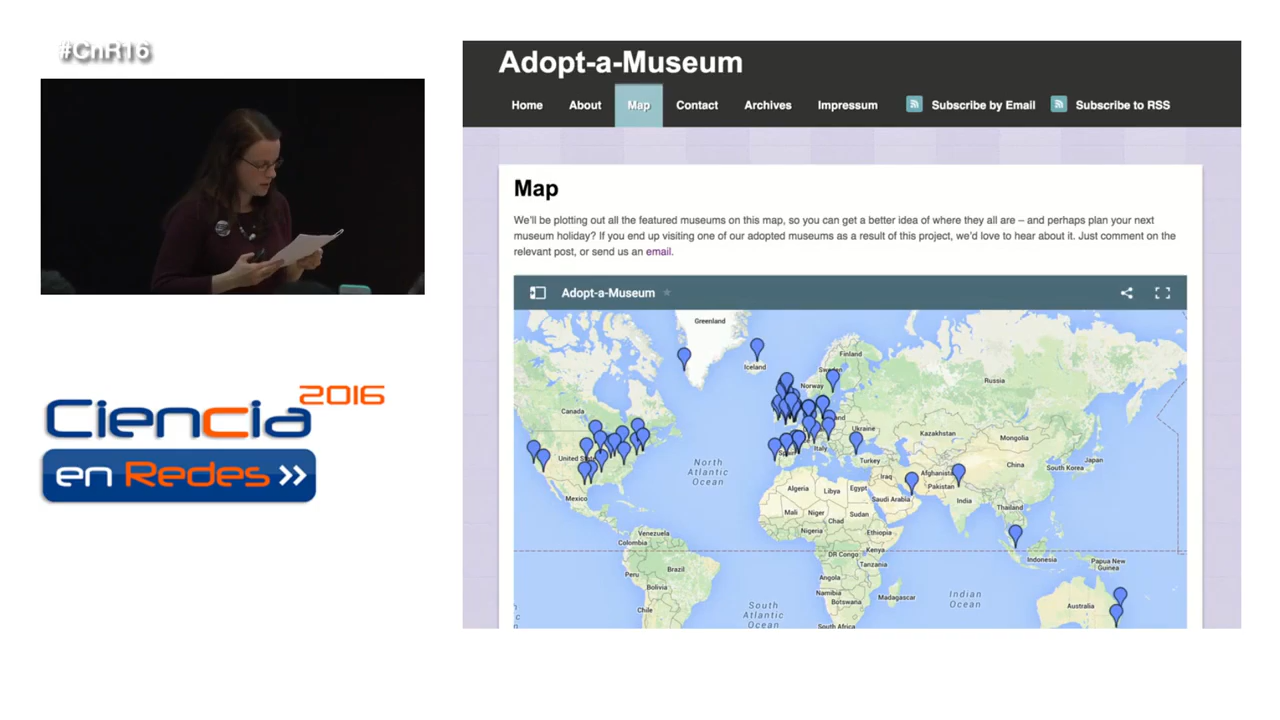 #CnR16
Adopt-a-Museum
Home About Map Contact Archives Impressum Subscribe by Email Subscribe to RSS
Map
We'll be plotting out all the featured museums on this map, so you can get a better idea of where they all are – and perhaps plan your next
museum holiday? If you end up visiting one of our adopted museums as a result of this project, we'd love to hear about it. Just comment on the
relevant post, or send us an email.
Adopt-a-Museum
Greenland
Iceland
Finland
Norway
Russia
Canada
Ukraine
Kazakhstan
Mongolia
Italy
Turkey
Japan
China
South Korea
United
North
Atlantic
Ocean
Iraq
Pakistan
Algeria
Libya
Egypt
Saudi Arabia
India
Mexico
Thailand
Mali
Niger
Sudan
Chad
Nigeria
Ethiopia
Venezuela
Colombia
Kenya
DR Congo
Indonesia
Papua New
Guinea
Tanzania
Peru
Brazil
Angola
Bolivia
Namibia
Madagascar
Indian
Ocean
Botswana
Australia
Chile
South
Atlantic
Ocean
South Africa
2016
Ciencia
en Redes >>